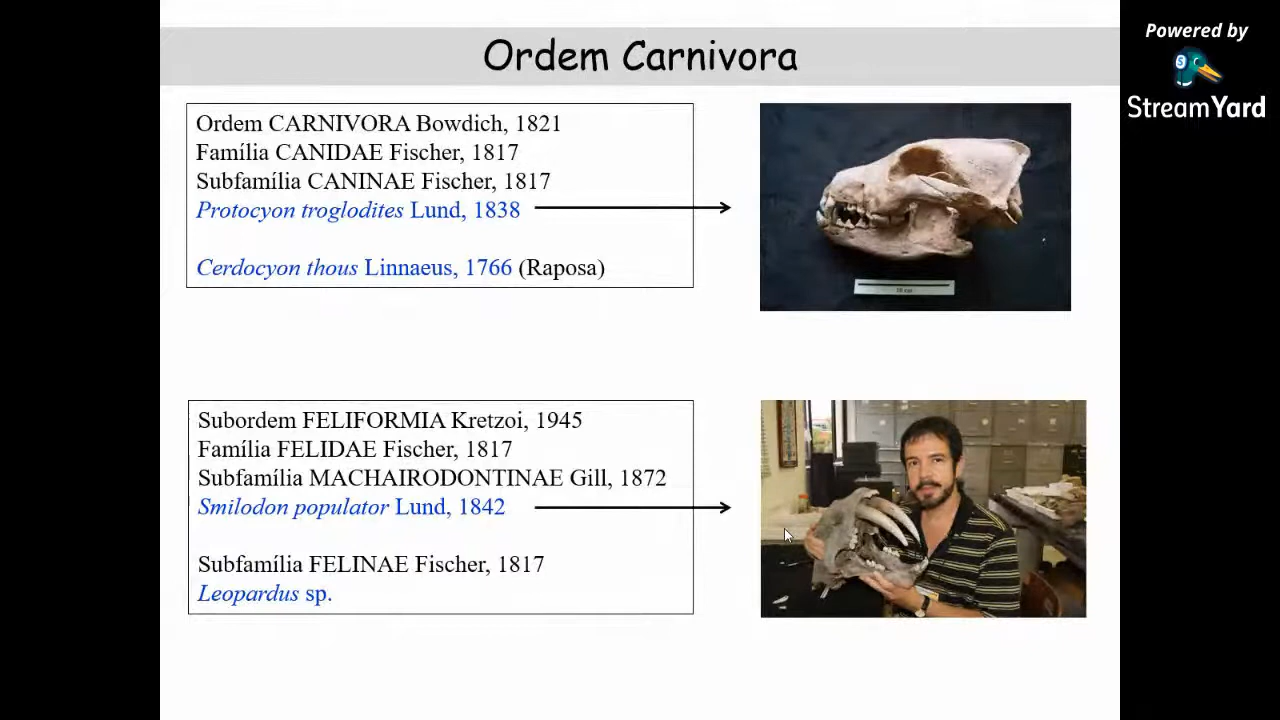 Ordem Carnivora
Powered by
StreamYard
Ordem CARNIVORA Bowdich, 1821
Família CANIDAE Fischer, 1817
Subfamília CANINAE Fischer, 1817
Protocyon troglodites Lund, 1838
Cerdocyon thous Linnaeus, 1766 (Raposa)
Subordem FELIFORMIA Kretzoi, 1945
Família FELIDAE Fischer, 1817
Subfamília MACHAIRODONTINAE Gill, 1872
Smilodon populator Lund, 1842
Subfamília FELINAE Fischer, 1817
Leopardus sp.